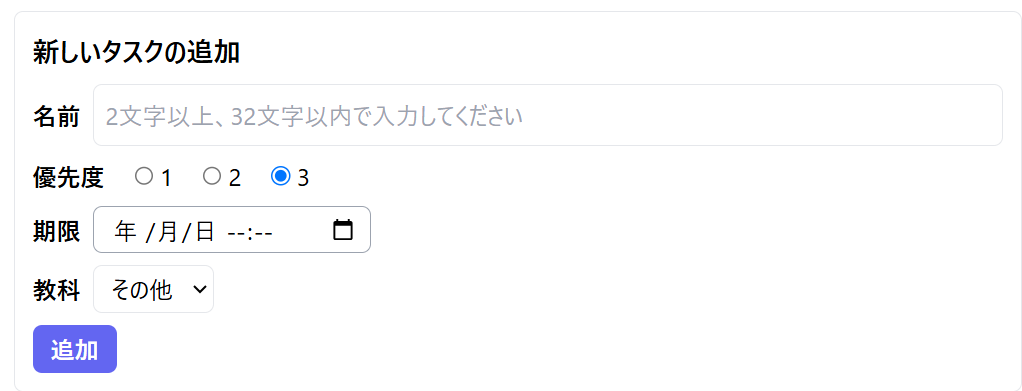 新しいタスクの追加
名前 2文字以上、32文字以内で入力してください
優先度 1 2 3
期限 年 /月/日 --:--
教科 その他
追加